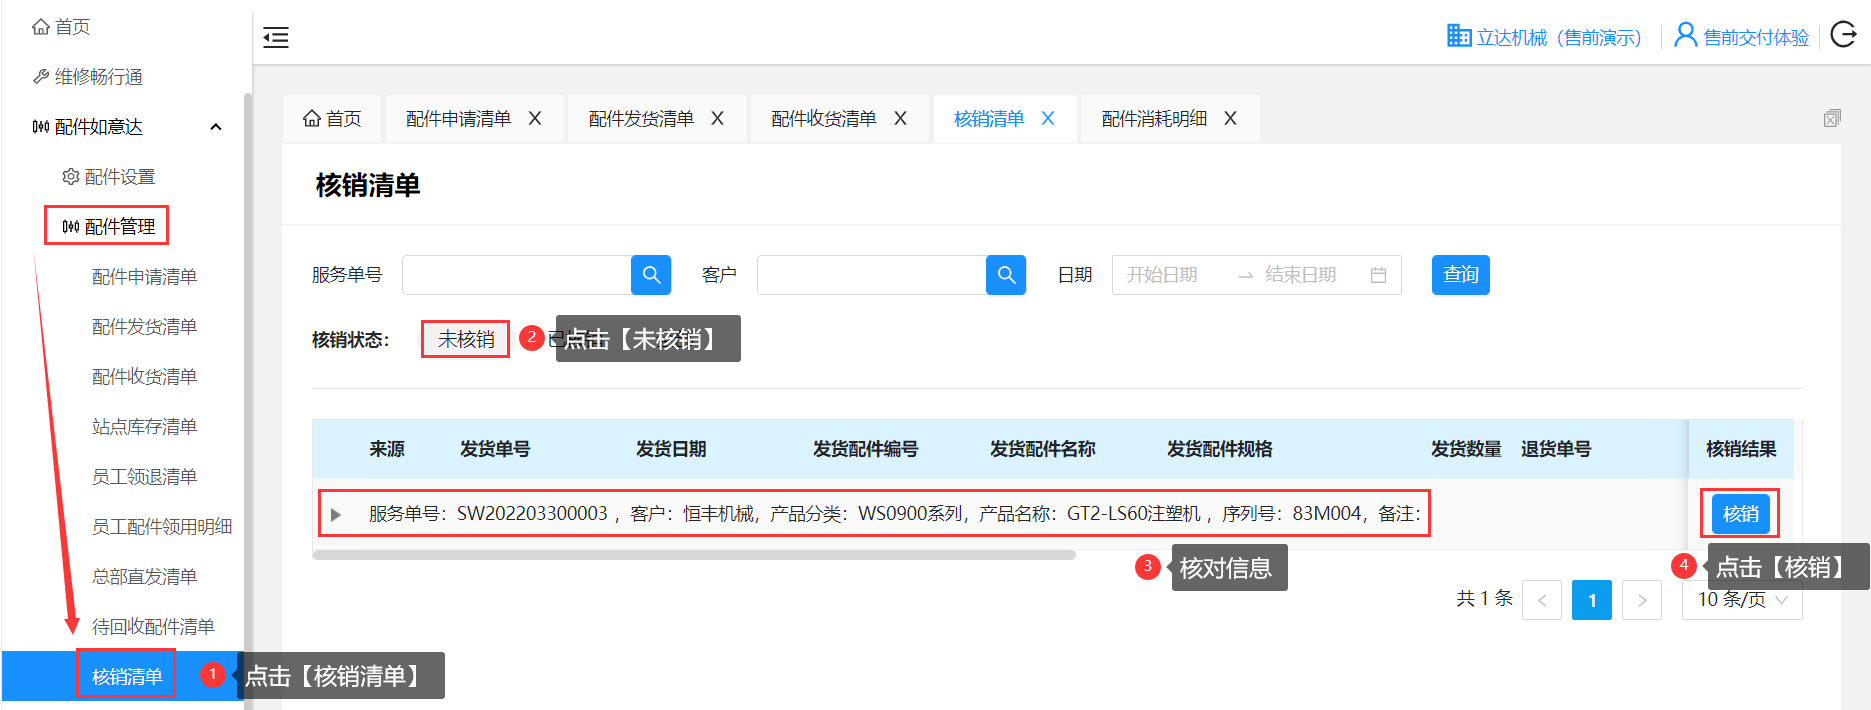 首页
维修畅行通
配件如意达
配件设置
配件管理
配件申请清单
配件发货清单
配件收货清单
站点库存清单
员工领退清单
员工配件领用明细
总部直发清单
待回收配件清单
核销清单
1 点击【核销清单】
立达机械（售前演示） 售前交付体验
首页 配件申请清单 X 配件发货清单 X 配件收货清单 X 核销清单 X 配件消耗明细 X
核销清单
服务单号 客户 日期 开始日期 → 结束日期 查询
核销状态： 未核销 2 点击【未核销】
来源 发货单号 发货日期 发货配件编号 发货配件名称 发货配件规格 发货数量 退货单号 核销结果
服务单号：SW202203300003 ，客户：恒丰机械，产品分类：WS0900系列，产品名称：GT2-LS60注塑机 ，序列号：83M004，备注： 核销
3 核对信息 4 点击【核销】
共 1 条 < 1 > 10 条/页